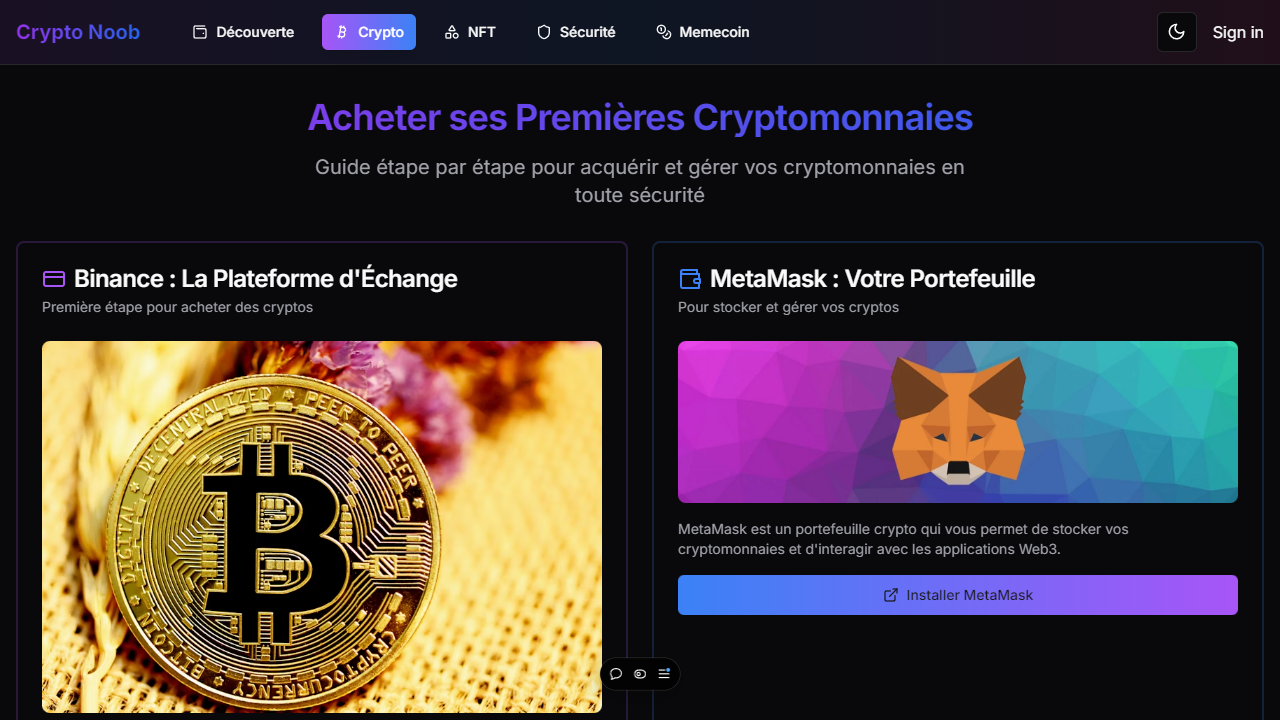 Crypto Noob
Découverte
Crypto
NFT
Sécurité
Memecoin
Sign in
Acheter ses Premières Cryptomonnaies
Guide étape par étape pour acquérir et gérer vos cryptomonnaies en
toute sécurité
Binance : La Plateforme d'Échange
Première étape pour acheter des cryptos
DIGITAL * DECENTRALIZED * PEER TO PEER *
BITCOIN * CRYPTOCURRENCY
MetaMask : Votre Portefeuille
Pour stocker et gérer vos cryptos
MetaMask est un portefeuille crypto qui vous permet de stocker vos
cryptomonnaies et d'interagir avec les applications Web3.
Installer MetaMask